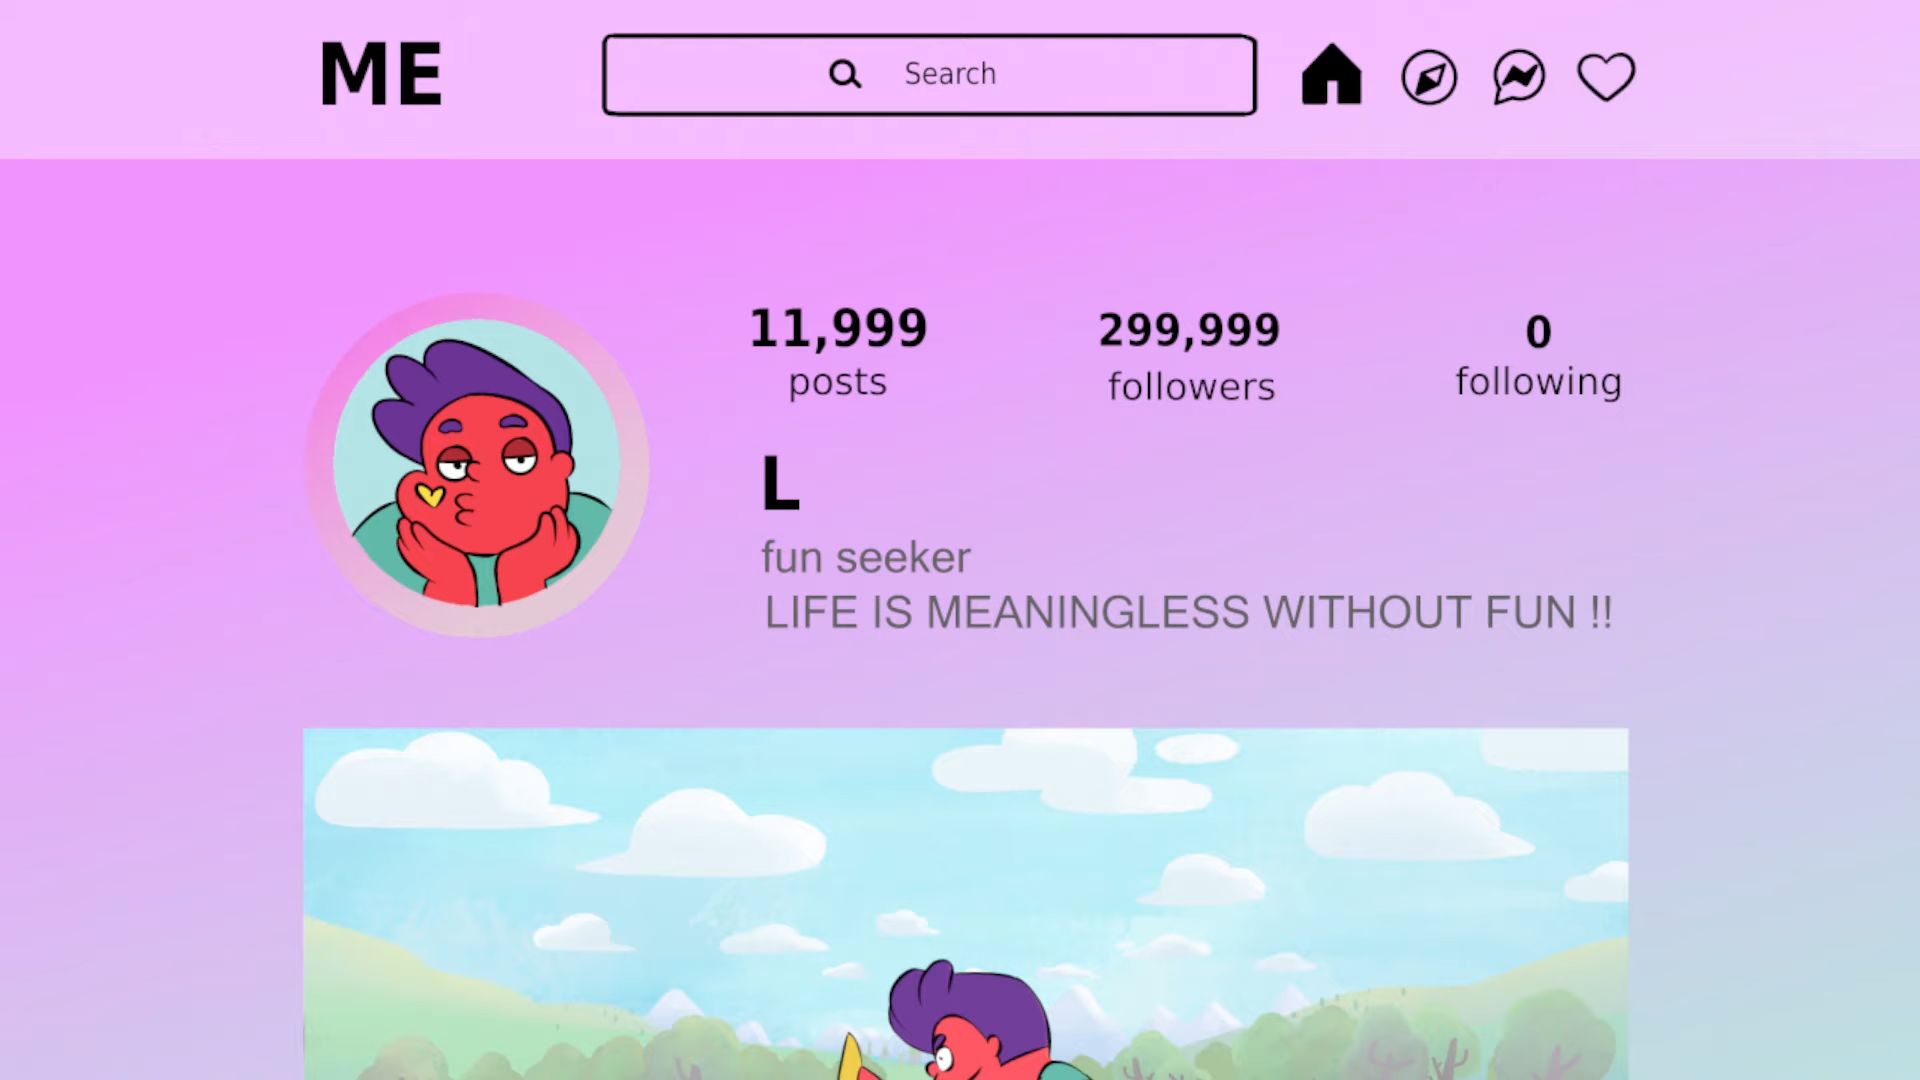 ME
Search
11,999 299,999 0
posts followers following
L
fun seeker
LIFE IS MEANINGLESS WITHOUT FUN !!